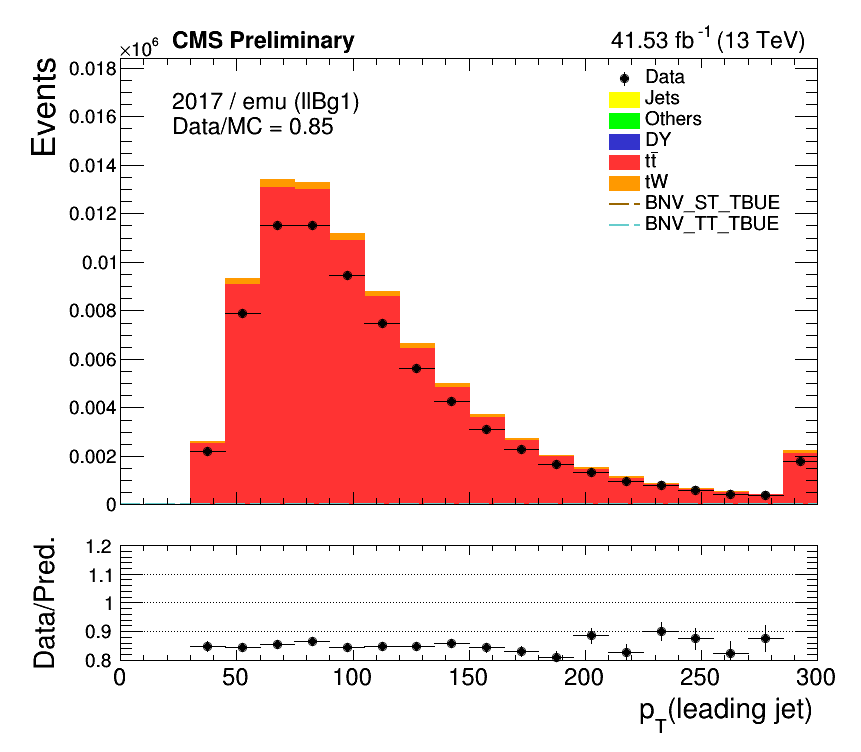 ×10⁶ CMS Preliminary 41.53 fb⁻¹ (13 TeV)
Events
0.018
0.016
0.014
0.012
0.01
0.008
0.006
0.004
0.002
0
2017 / emu (llBg1)
Data/MC = 0.85
Data
Jets
Others
DY
tt̄
tW
BNV_ST_TBUE
BNV_TT_TBUE
Data/Pred.
1.2
1.1
1
0.9
0.8
0 50 100 150 200 250 300
p_T(leading jet)